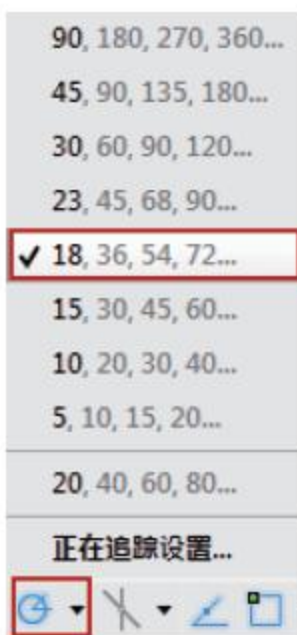 90, 180, 270, 360...
45, 90, 135, 180...
30, 60, 90, 120...
23, 45, 68, 90...
18, 36, 54, 72...
15, 30, 45, 60...
10, 20, 30, 40...
5, 10, 15, 20...
20, 40, 60, 80...
正在追踪设置...